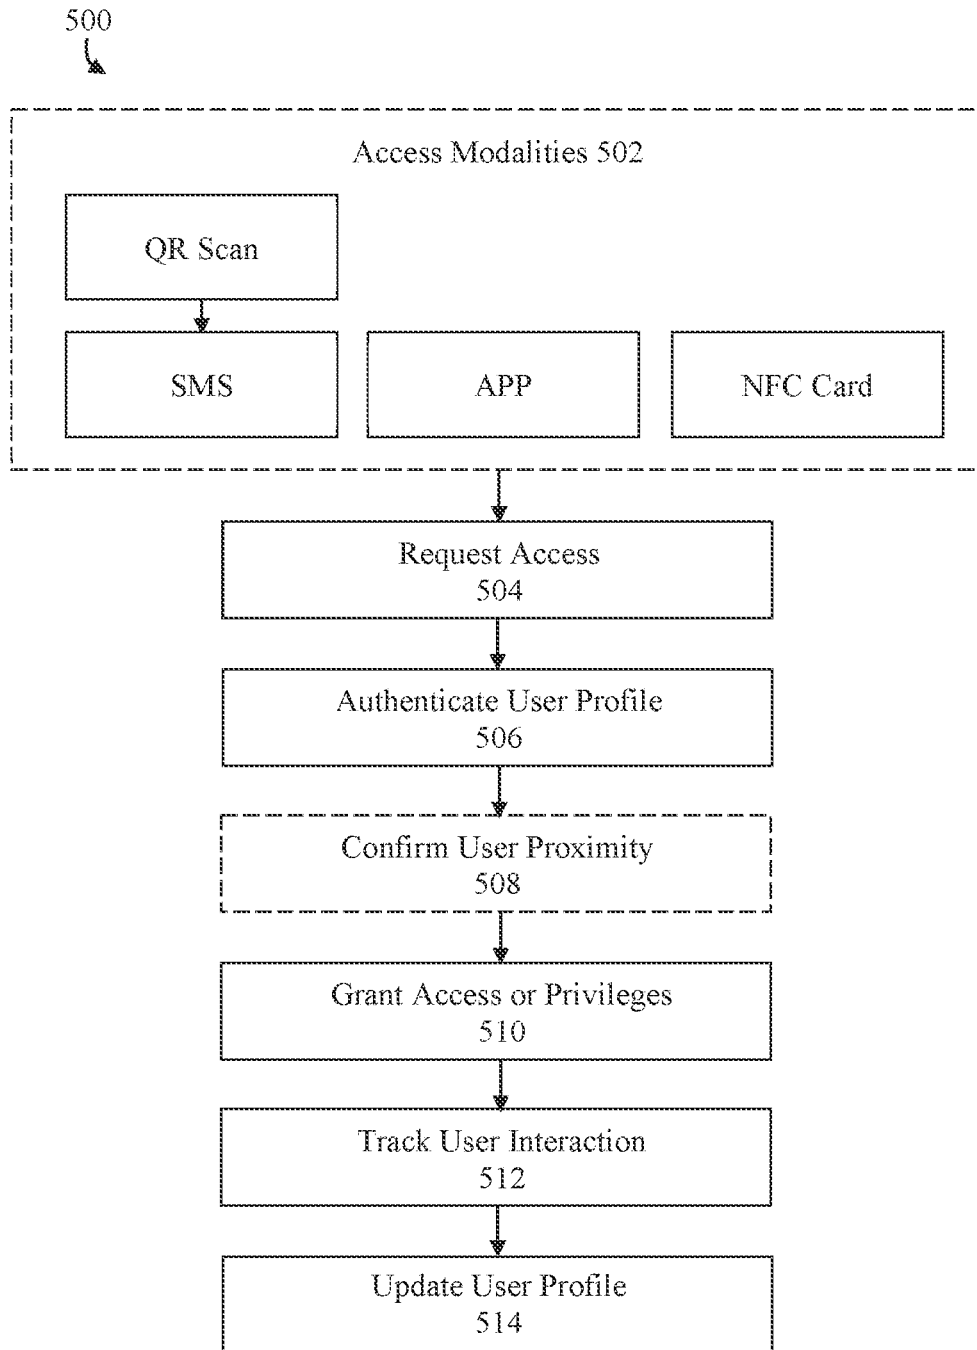 500
Access Modalities 502
QR Scan
SMS
APP
NFC Card
Request Access
504
Authenticate User Profile
506
Confirm User Proximity
508
Grant Access or Privileges
510
Track User Interaction
512
Update User Profile
514